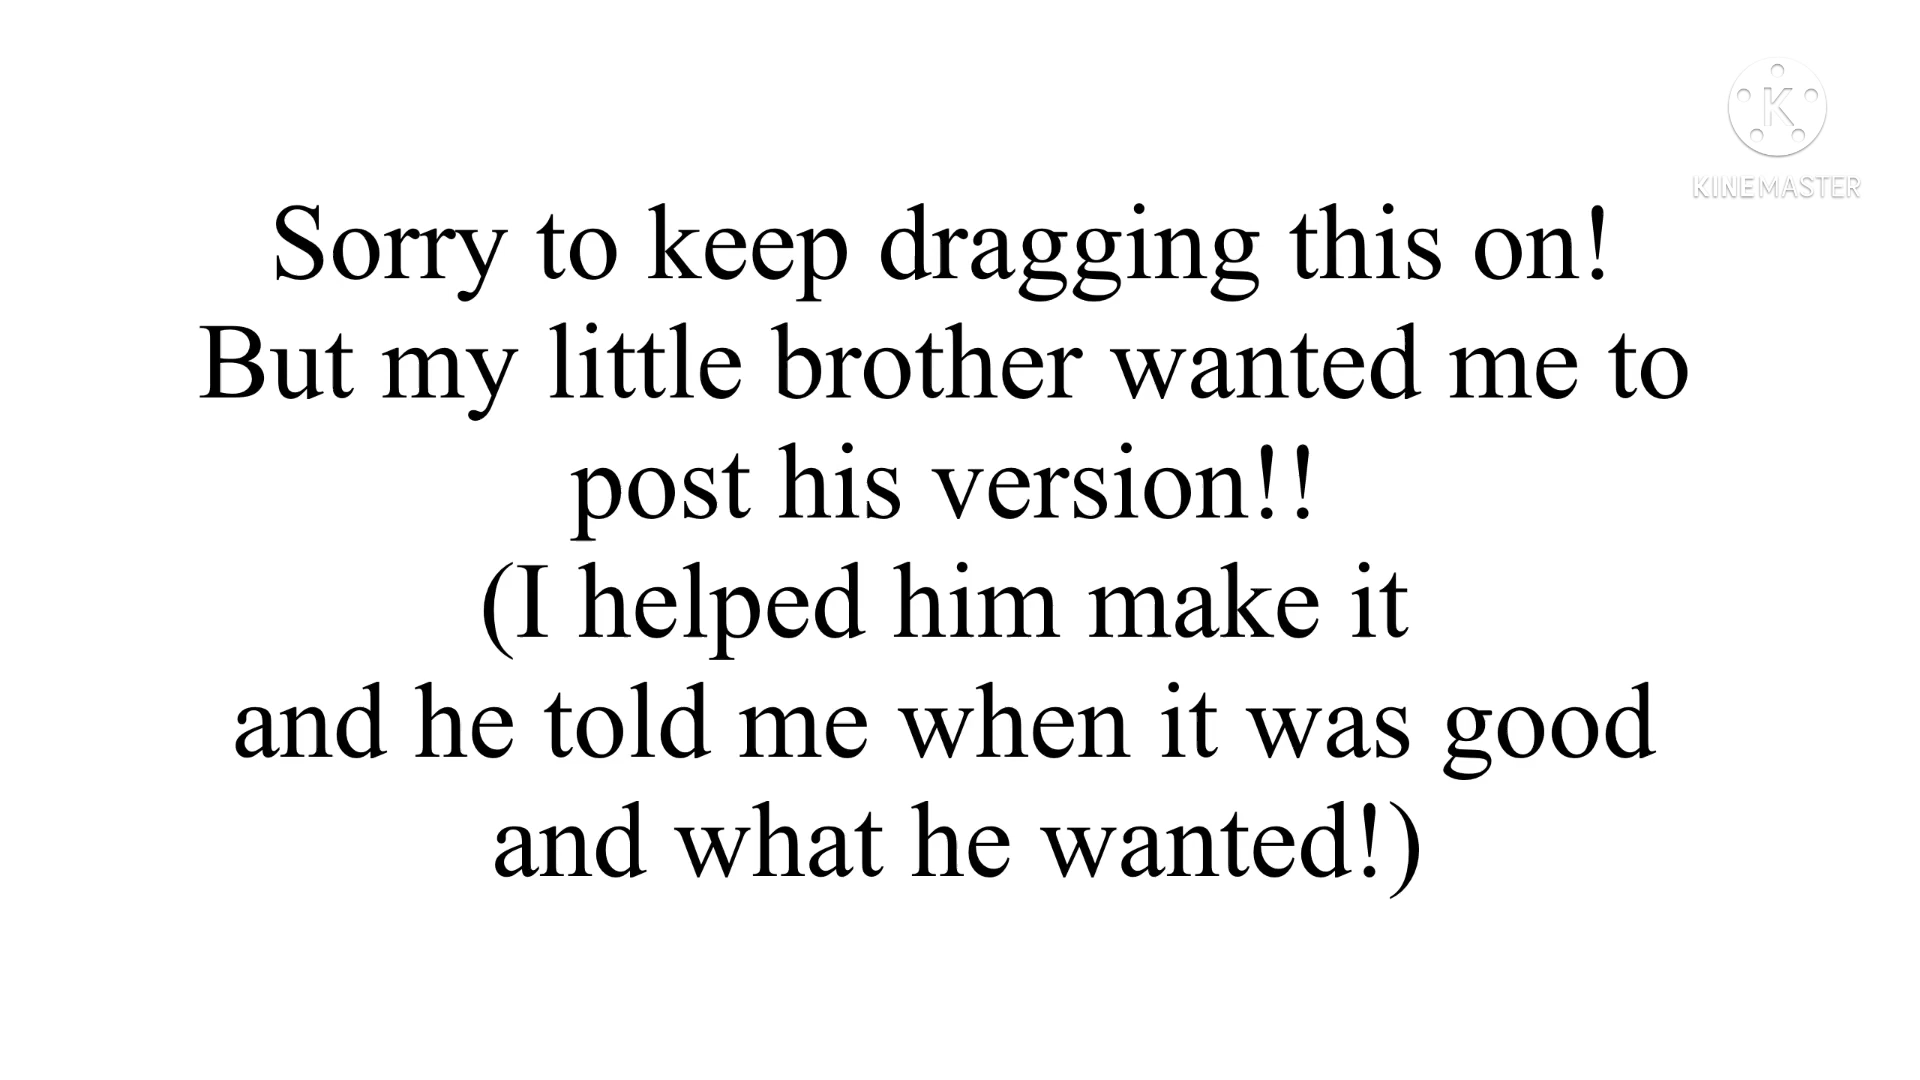 K
KINEMASTER
Sorry to keep dragging this on!
But my little brother wanted me to
post his version!!
(I helped him make it
and he told me when it was good
and what he wanted!)